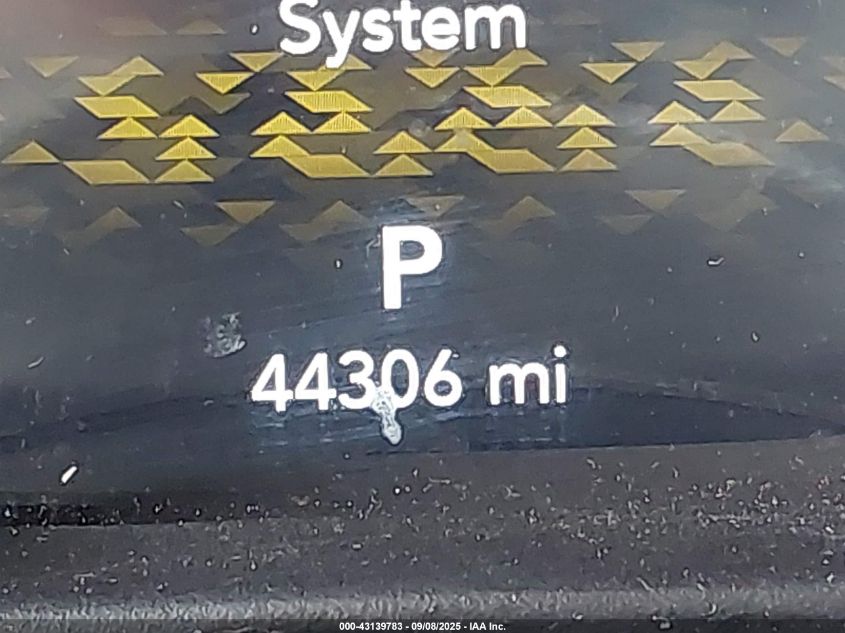 System
P
44306 mi
000-43139783 - 09/08/2025 - IAA Inc.